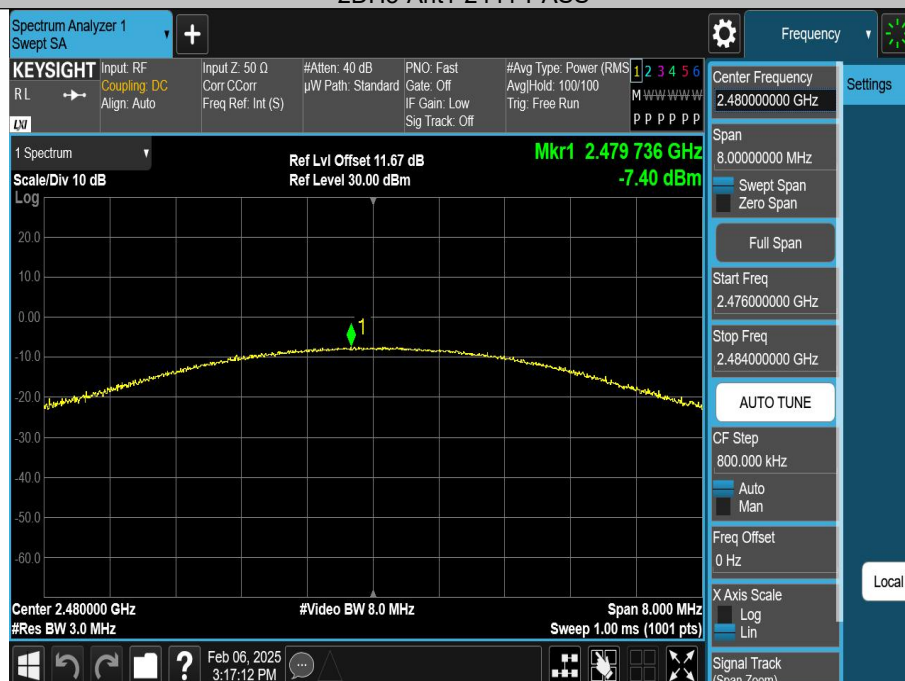 Spectrum Analyzer 1
Swept SA
Frequency
KEYSIGHT
RL
LXI
Input: RF
Coupling: DC
Align: Auto
Input Z: 50 Ω
Corr CCorr
Freq Ref: Int (S)
#Atten: 40 dB
µW Path: Standard
PNO: Fast
Gate: Off
IF Gain: Low
Sig Track: Off
#Avg Type: Power (RMS
Avg|Hold: 100/100
Trig: Free Run
1 2 3 4 5 6
M W W W W W
P P P P P P
1 Spectrum
Scale/Div 10 dB
Log
Ref Lvl Offset 11.67 dB
Ref Level 30.00 dBm
Mkr1 2.479 736 GHz
-7.40 dBm
20.0
10.0
0.00
-10.0
-20.0
-30.0
-40.0
-50.0
-60.0
1
Center 2.480000 GHz
#Res BW 3.0 MHz
#Video BW 8.0 MHz
Span 8.000 MHz
Sweep 1.00 ms (1001 pts)
Feb 06, 2025
3:17:12 PM
Center Frequency
2.480000000 GHz
Span
8.00000000 MHz
Swept Span
Zero Span
Full Span
Start Freq
2.476000000 GHz
Stop Freq
2.484000000 GHz
AUTO TUNE
CF Step
800.000 kHz
Auto
Man
Freq Offset
0 Hz
X Axis Scale
Log
Lin
Signal Track
(Span Zoom)
Settings
Local